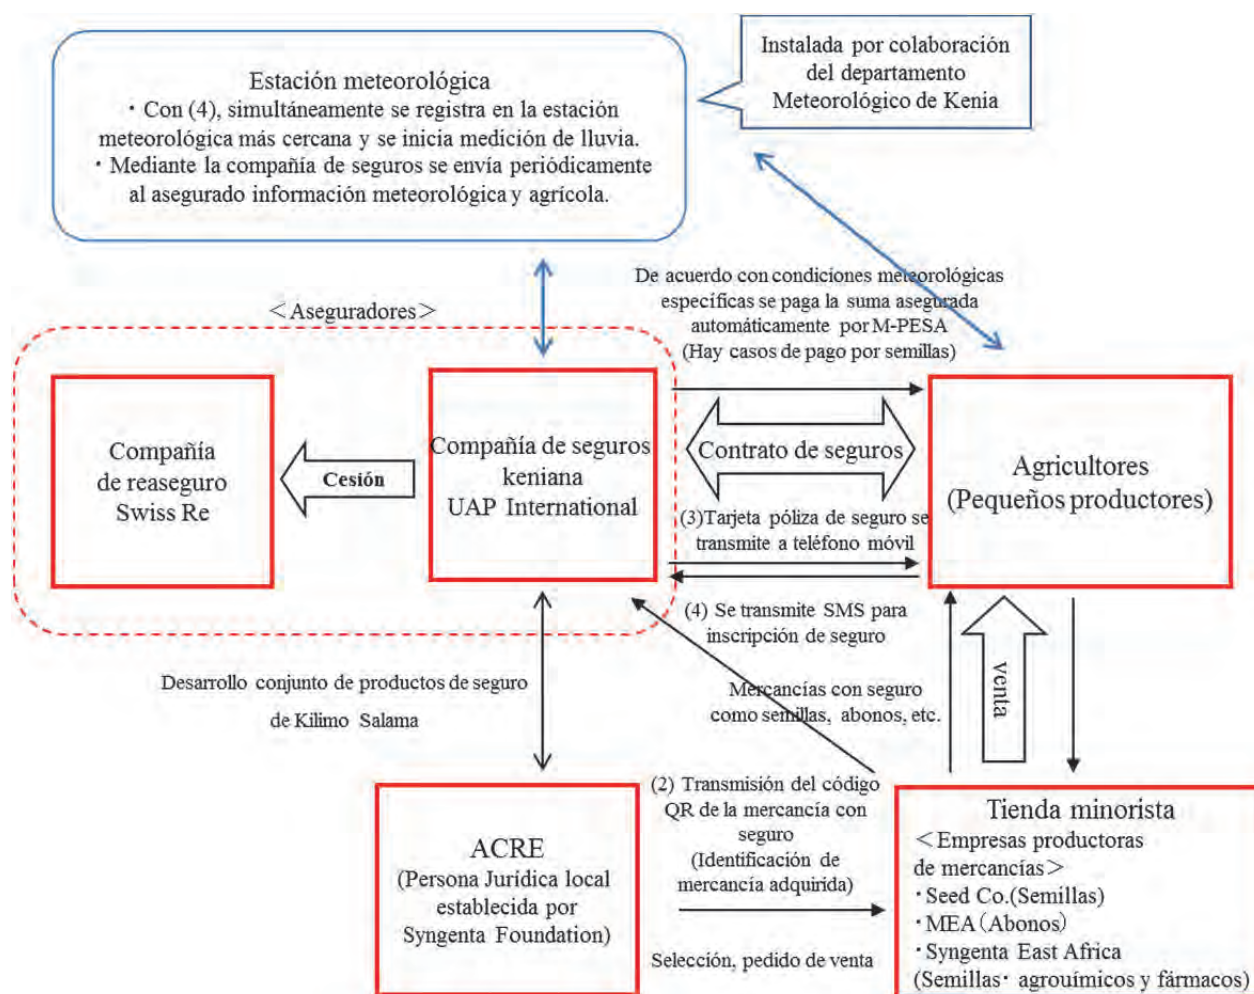 Instalada por colaboración
del departamento
Meteorológico de Kenia
Estación meteorológica
・Con (4), simultáneamente se registra en la estación
meteorológica más cercana y se inicia medición de lluvia.
・Mediante la compañía de seguros se envía periódicamente
al asegurado información meteorológica y agrícola.
De acuerdo con condiciones meteorológicas
específicas se paga la suma asegurada
automáticamente por M-PESA
(Hay casos de pago por semillas)
＜Aseguradores＞
Compañía
de reaseguro
Swiss Re
Cesión
Compañía de seguros
keniana
UAP International
Contrato de seguros
Agricultores
(Pequeños productores)
(3)Tarjeta póliza de seguro se
transmite a teléfono móvil
(4) Se transmite SMS para
inscripción de seguro
venta
Mercancías con seguro
como semillas, abonos, etc.
Desarrollo conjunto de productos de seguro
de Kilimo Salama
ACRE
(Persona Jurídica local
establecida por
Syngenta Foundation)
(2) Transmisión del código
QR de la mercancía con
seguro
(Identificación de
mercancía adquirida)
Selección, pedido de venta
Tienda minorista
＜Empresas productoras
de mercancías＞
・Seed Co.(Semillas)
・MEA（Abonos）
・Syngenta East Africa
(Semillas・ agrouímicos y fármacos)